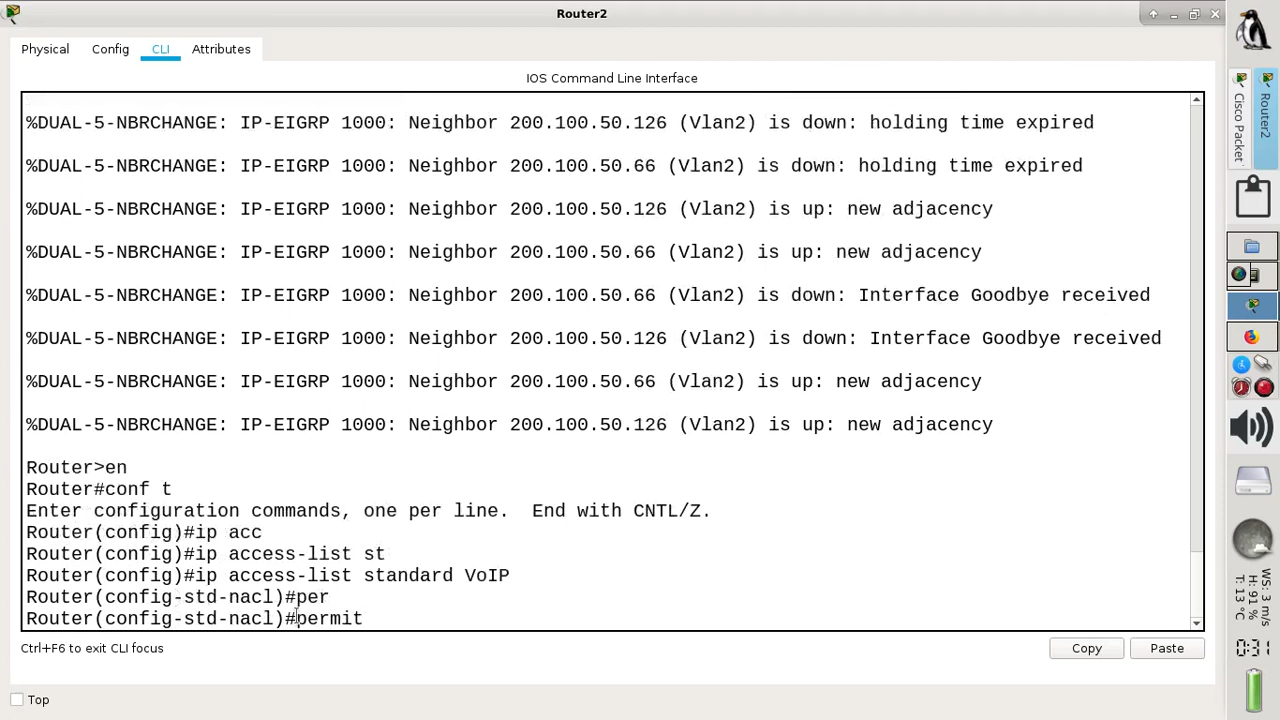 Router2
Physical Config CLI Attributes
IOS Command Line Interface
%DUAL-5-NBRCHANGE: IP-EIGRP 1000: Neighbor 200.100.50.126 (Vlan2) is down: holding time expired
%DUAL-5-NBRCHANGE: IP-EIGRP 1000: Neighbor 200.100.50.66 (Vlan2) is down: holding time expired
%DUAL-5-NBRCHANGE: IP-EIGRP 1000: Neighbor 200.100.50.126 (Vlan2) is up: new adjacency
%DUAL-5-NBRCHANGE: IP-EIGRP 1000: Neighbor 200.100.50.66 (Vlan2) is up: new adjacency
%DUAL-5-NBRCHANGE: IP-EIGRP 1000: Neighbor 200.100.50.66 (Vlan2) is down: Interface Goodbye received
%DUAL-5-NBRCHANGE: IP-EIGRP 1000: Neighbor 200.100.50.126 (Vlan2) is down: Interface Goodbye received
%DUAL-5-NBRCHANGE: IP-EIGRP 1000: Neighbor 200.100.50.66 (Vlan2) is up: new adjacency
%DUAL-5-NBRCHANGE: IP-EIGRP 1000: Neighbor 200.100.50.126 (Vlan2) is up: new adjacency
Router>en
Router#conf t
Enter configuration commands, one per line.  End with CNTL/Z.
Router(config)#ip acc
Router(config)#ip access-list st
Router(config)#ip access-list standard VoIP
Router(config-std-nacl)#per
Router(config-std-nacl)#permit
Ctrl+F6 to exit CLI focus
Copy Paste
Top
Cisco Packet
Router2
WS: 3 m/s
H: 91 %
T: 13 °C
0:31